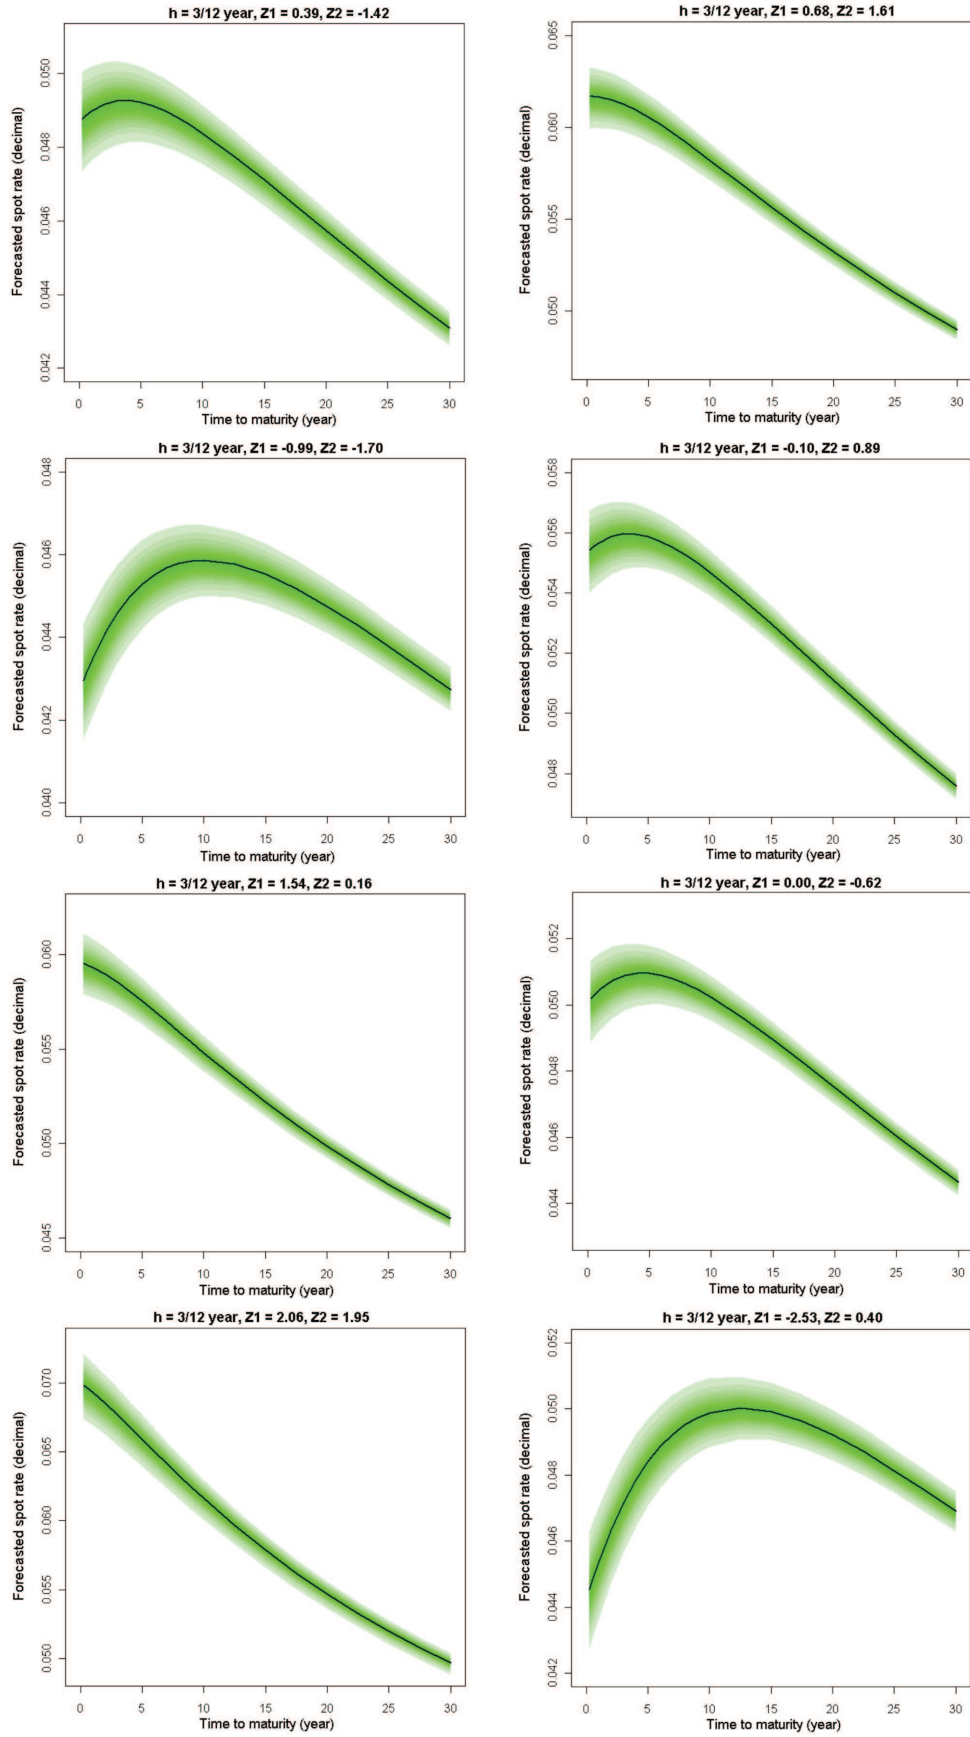 h = 3/12 year, Z1 = 0.39, Z2 = -1.42
Forecasted spot rate (decimal)
0.050
0.048
0.046
0.044
0.042
0 5 10 15 20 25 30
Time to maturity (year)
h = 3/12 year, Z1 = 0.68, Z2 = 1.61
Forecasted spot rate (decimal)
0.065
0.060
0.055
0.050
0 5 10 15 20 25 30
Time to maturity (year)
h = 3/12 year, Z1 = -0.99, Z2 = -1.70
Forecasted spot rate (decimal)
0.048
0.046
0.044
0.042
0.040
0 5 10 15 20 25 30
Time to maturity (year)
h = 3/12 year, Z1 = -0.10, Z2 = 0.89
Forecasted spot rate (decimal)
0.058
0.056
0.054
0.052
0.050
0.048
0 5 10 15 20 25 30
Time to maturity (year)
h = 3/12 year, Z1 = 1.54, Z2 = 0.16
Forecasted spot rate (decimal)
0.060
0.055
0.050
0.045
0 5 10 15 20 25 30
Time to maturity (year)
h = 3/12 year, Z1 = 0.00, Z2 = -0.62
Forecasted spot rate (decimal)
0.052
0.050
0.048
0.046
0.044
0 5 10 15 20 25 30
Time to maturity (year)
h = 3/12 year, Z1 = 2.06, Z2 = 1.95
Forecasted spot rate (decimal)
0.070
0.065
0.060
0.055
0.050
0 5 10 15 20 25 30
Time to maturity (year)
h = 3/12 year, Z1 = -2.53, Z2 = 0.40
Forecasted spot rate (decimal)
0.052
0.050
0.048
0.046
0.044
0.042
0 5 10 15 20 25 30
Time to maturity (year)